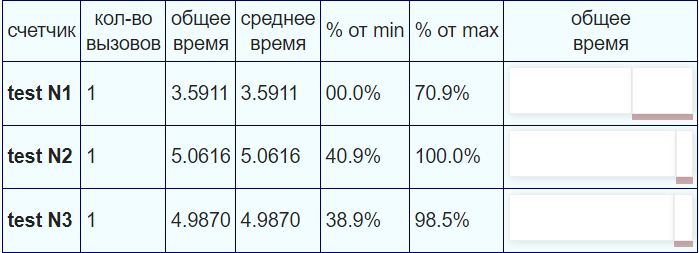 счетчик кол-во вызовов общее время среднее время % от min % от max общее время
test N1 1 3.5911 3.5911 00.0% 70.9%
test N2 1 5.0616 5.0616 40.9% 100.0%
test N3 1 4.9870 4.9870 38.9% 98.5%